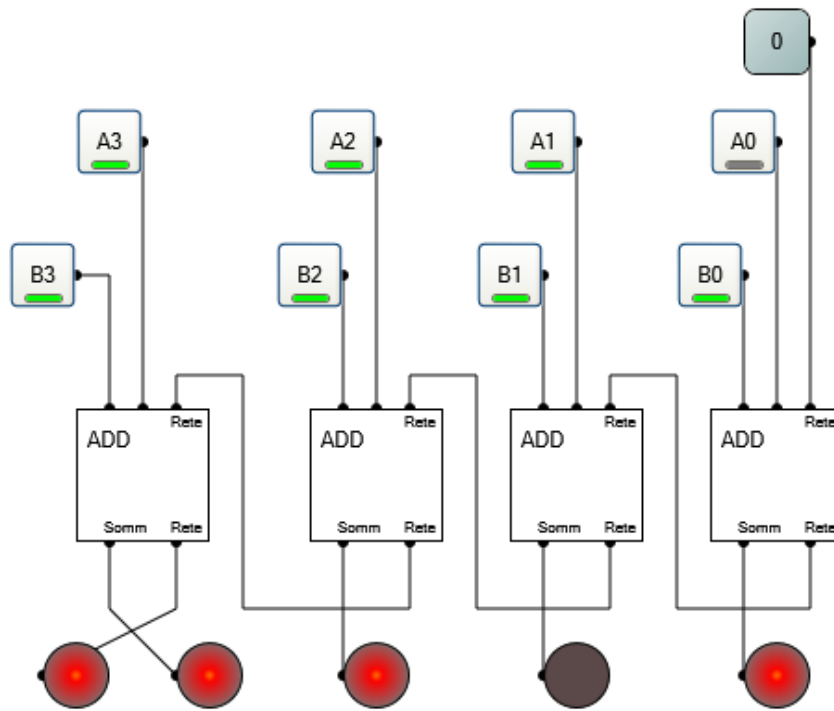 0
A3 A2 A1 A0
B3 B2 B1 B0
Rete Rete Rete Rete
ADD ADD ADD ADD
Somm Rete Somm Rete Somm Rete Somm Rete